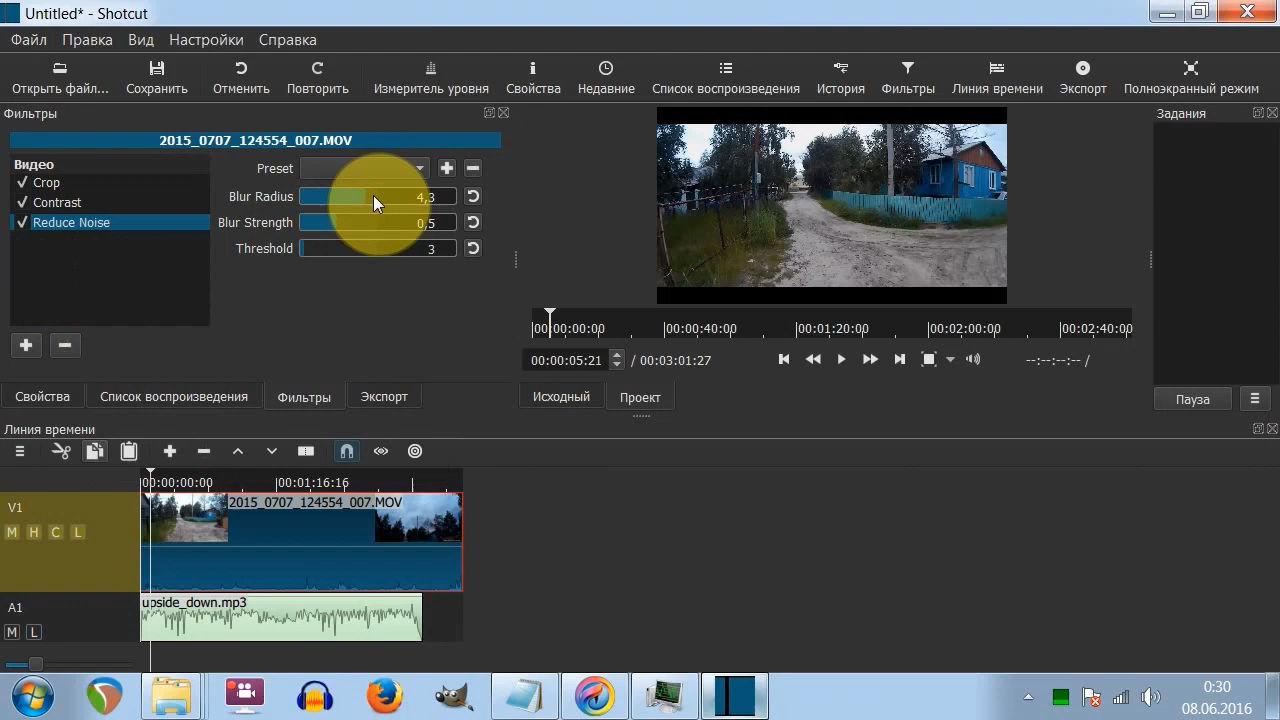 Untitled* - Shotcut
Файл Правка Вид Настройки Справка
Открыть файл... Сохранить Отменить Повторить Измеритель уровня Свойства Недавние Список воспроизведения История Фильтры Линия времени Экспорт Полноэкранный режим
Фильтры
2015_0707_124554_007.MOV
Видео
Crop
Contrast
Reduce Noise
Preset
Blur Radius 4,3
Blur Strength 0,5
Threshold 3
Свойства Список воспроизведения Фильтры Экспорт
00:00:00:00 00:00:40:00 00:01:20:00 00:02:00:00 00:02:40:00
00:00:05:21 / 00:03:01:27 --:--:--:-- /
Исходный Проект
Задания
Пауза
Линия времени
00:00:00:00 00:01:16:16
V1
M H C L
2015_0707_124554_007.MOV
A1
M L
upside_down.mp3
0:30
08.06.2016